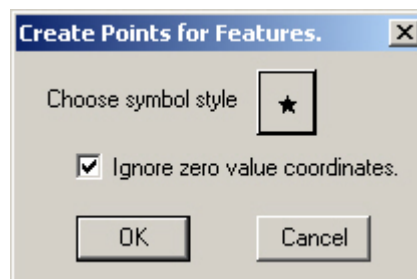 Create Points for Features.
Choose symbol style
Ignore zero value coordinates.
OK Cancel